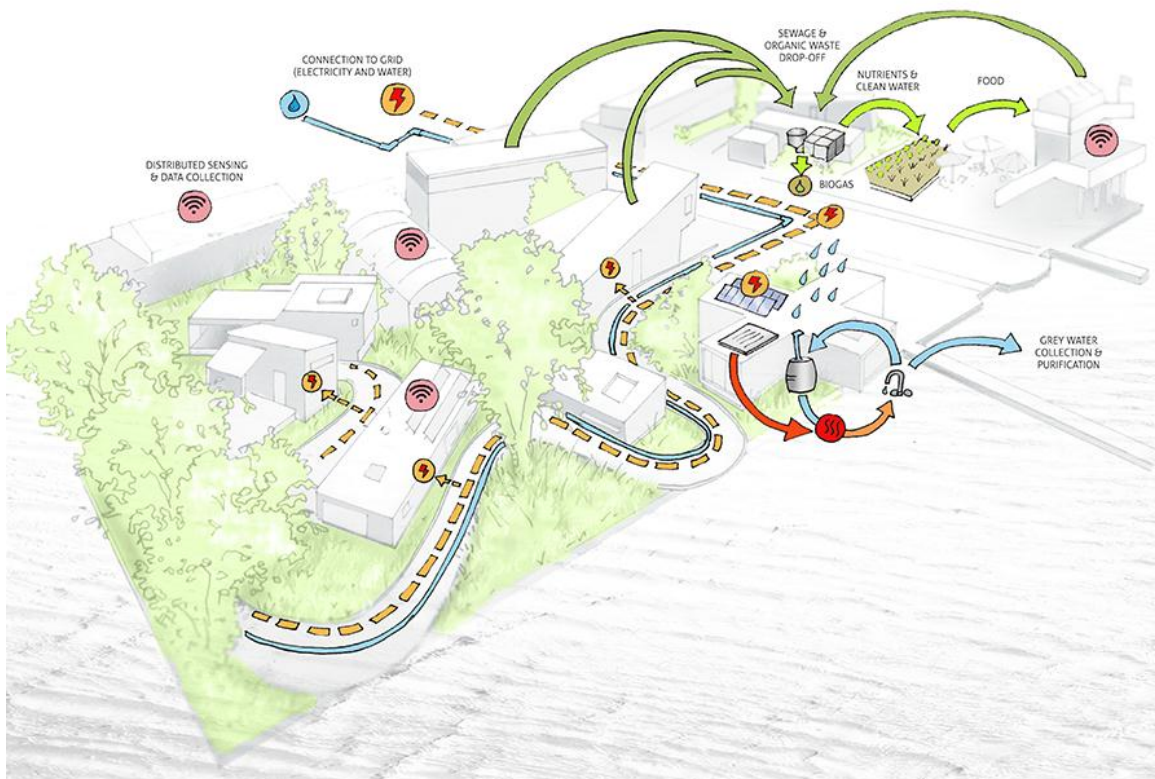 SEWAGE &
ORGANIC WASTE
DROP-OFF
CONNECTION TO GRID
(ELECTRICITY AND WATER)
NUTRIENTS &
CLEAN WATER
FOOD
DISTRIBUTED SENSING
& DATA COLLECTION
BIOGAS
GREY WATER
COLLECTION &
PURIFICATION